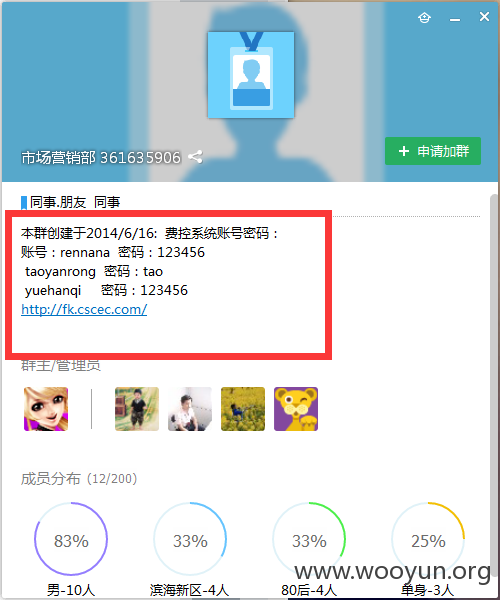 市场营销部 361635906
申请加群
同事.朋友 同事
本群创建于2014/6/16: 费控系统账号密码：
账号：rennana 密码：123456
taoyanrong 密码：tao
yuehanqi 密码：123456
http://fk.cscec.com/
群主/管理员
成员分布 (12/200)
83% 33% 33% 25%
男-10人 滨海新区-4人 80后-4人 单身-3人
www.wooyun.org